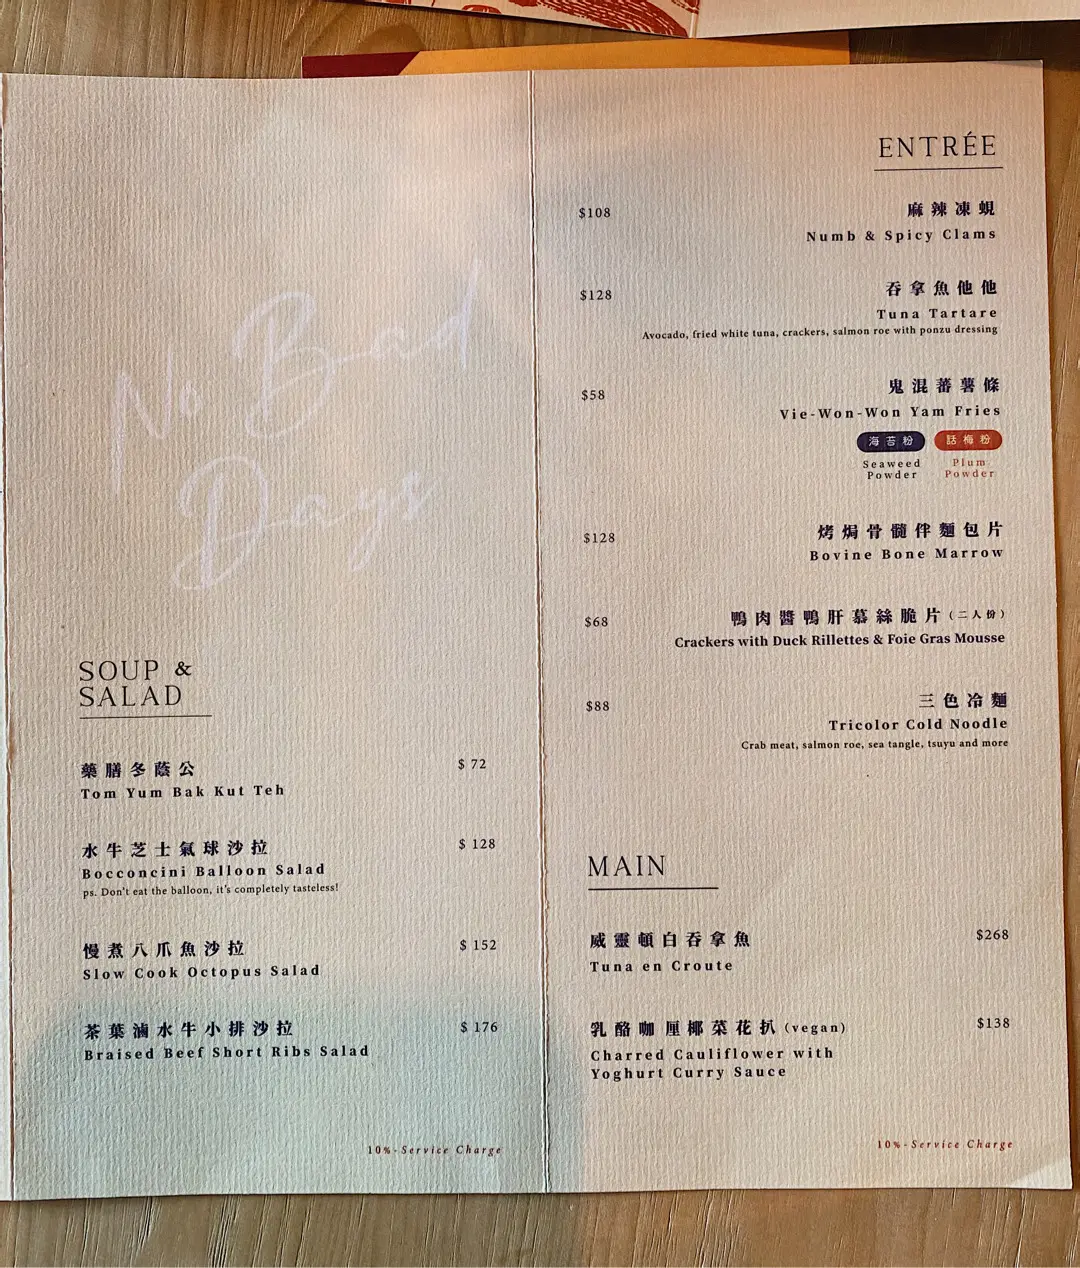 No Bad
Days
SOUP &
SALAD
藥膳冬蔭公 $ 72
Tom Yum Bak Kut Teh
水牛芝士氣球沙拉 $ 128
Bocconcini Balloon Salad
ps. Don't eat the balloon, it's completely tasteless!
慢煮八爪魚沙拉 $ 152
Slow Cook Octopus Salad
茶葉滷水牛小排沙拉 $ 176
Braised Beef Short Ribs Salad
10%-Service Charge
ENTRÉE
$108 麻辣凍蜆
Numb & Spicy Clams
$128 吞拿魚他他
Tuna Tartare
Avocado, fried white tuna, crackers, salmon roe with ponzu dressing
$58 鬼混蕃薯條
Vie-Won-Won Yam Fries
海苔粉 話梅粉
Seaweed Plum
Powder Powder
$128 烤焗骨髓伴麵包片
Bovine Bone Marrow
$68 鴨肉醬鴨肝慕絲脆片(二人份)
Crackers with Duck Rillettes & Foie Gras Mousse
$88 三色冷麵
Tricolor Cold Noodle
Crab meat, salmon roe, sea tangle, tsuyu and more
MAIN
威靈頓白吞拿魚 $268
Tuna en Croute
乳酪咖厘椰菜花扒(vegan) $138
Charred Cauliflower with
Yoghurt Curry Sauce
10%-Service Charge